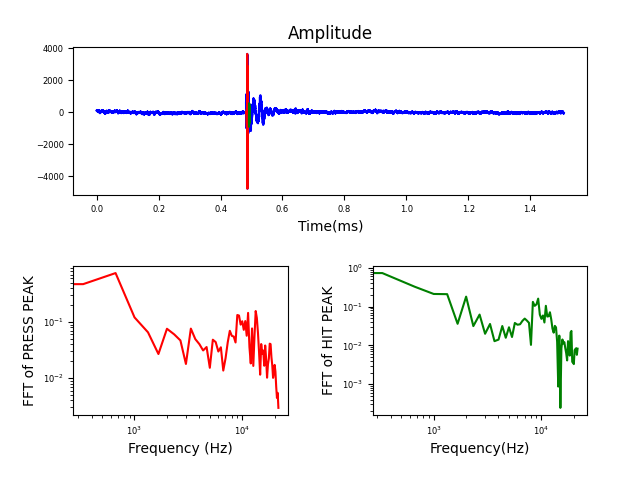 Amplitude
4000
2000
0
−2000
−4000
0.0 0.2 0.4 0.6 0.8 1.0 1.2 1.4
Time(ms)
FFT of PRESS PEAK
10⁻¹
10⁻²
10³ 10⁴
Frequency (Hz)
FFT of HIT PEAK
10⁰
10⁻¹
10⁻²
10⁻³
10³ 10⁴
Frequency(Hz)